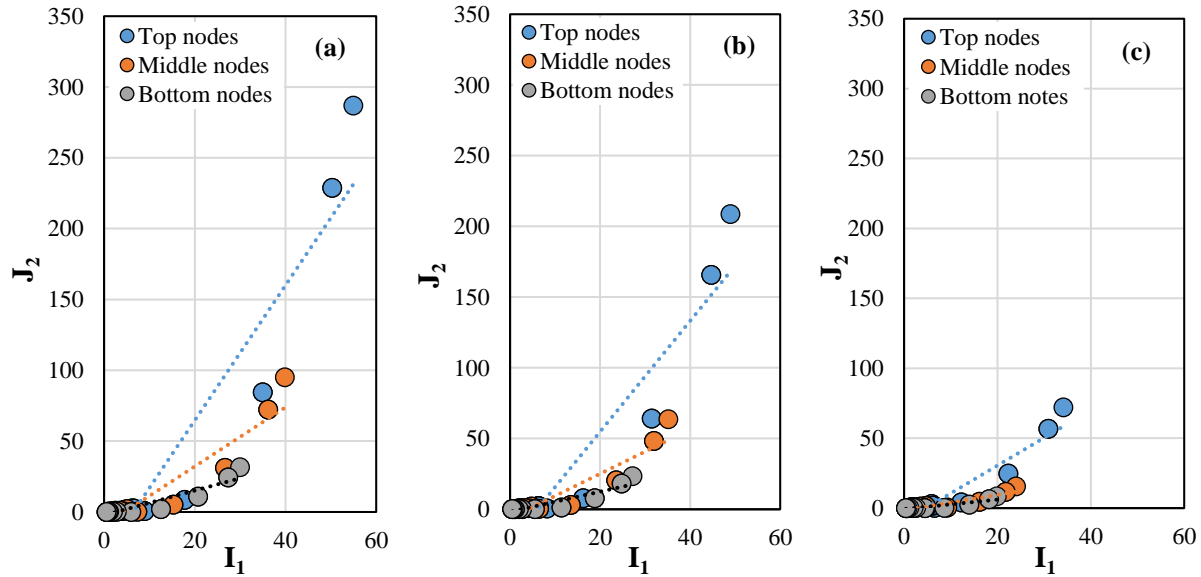 350
300
250
200
150
100
50
0
J2
0 20 40 60
I1
Top nodes
Middle nodes
Bottom nodes
(a)
350
300
250
200
150
100
50
0
J2
0 20 40 60
I1
Top nodes
Middle nodes
Bottom nodes
(b)
350
300
250
200
150
100
50
0
J2
0 20 40 60
I1
Top nodes
Middle nodes
Bottom notes
(c)